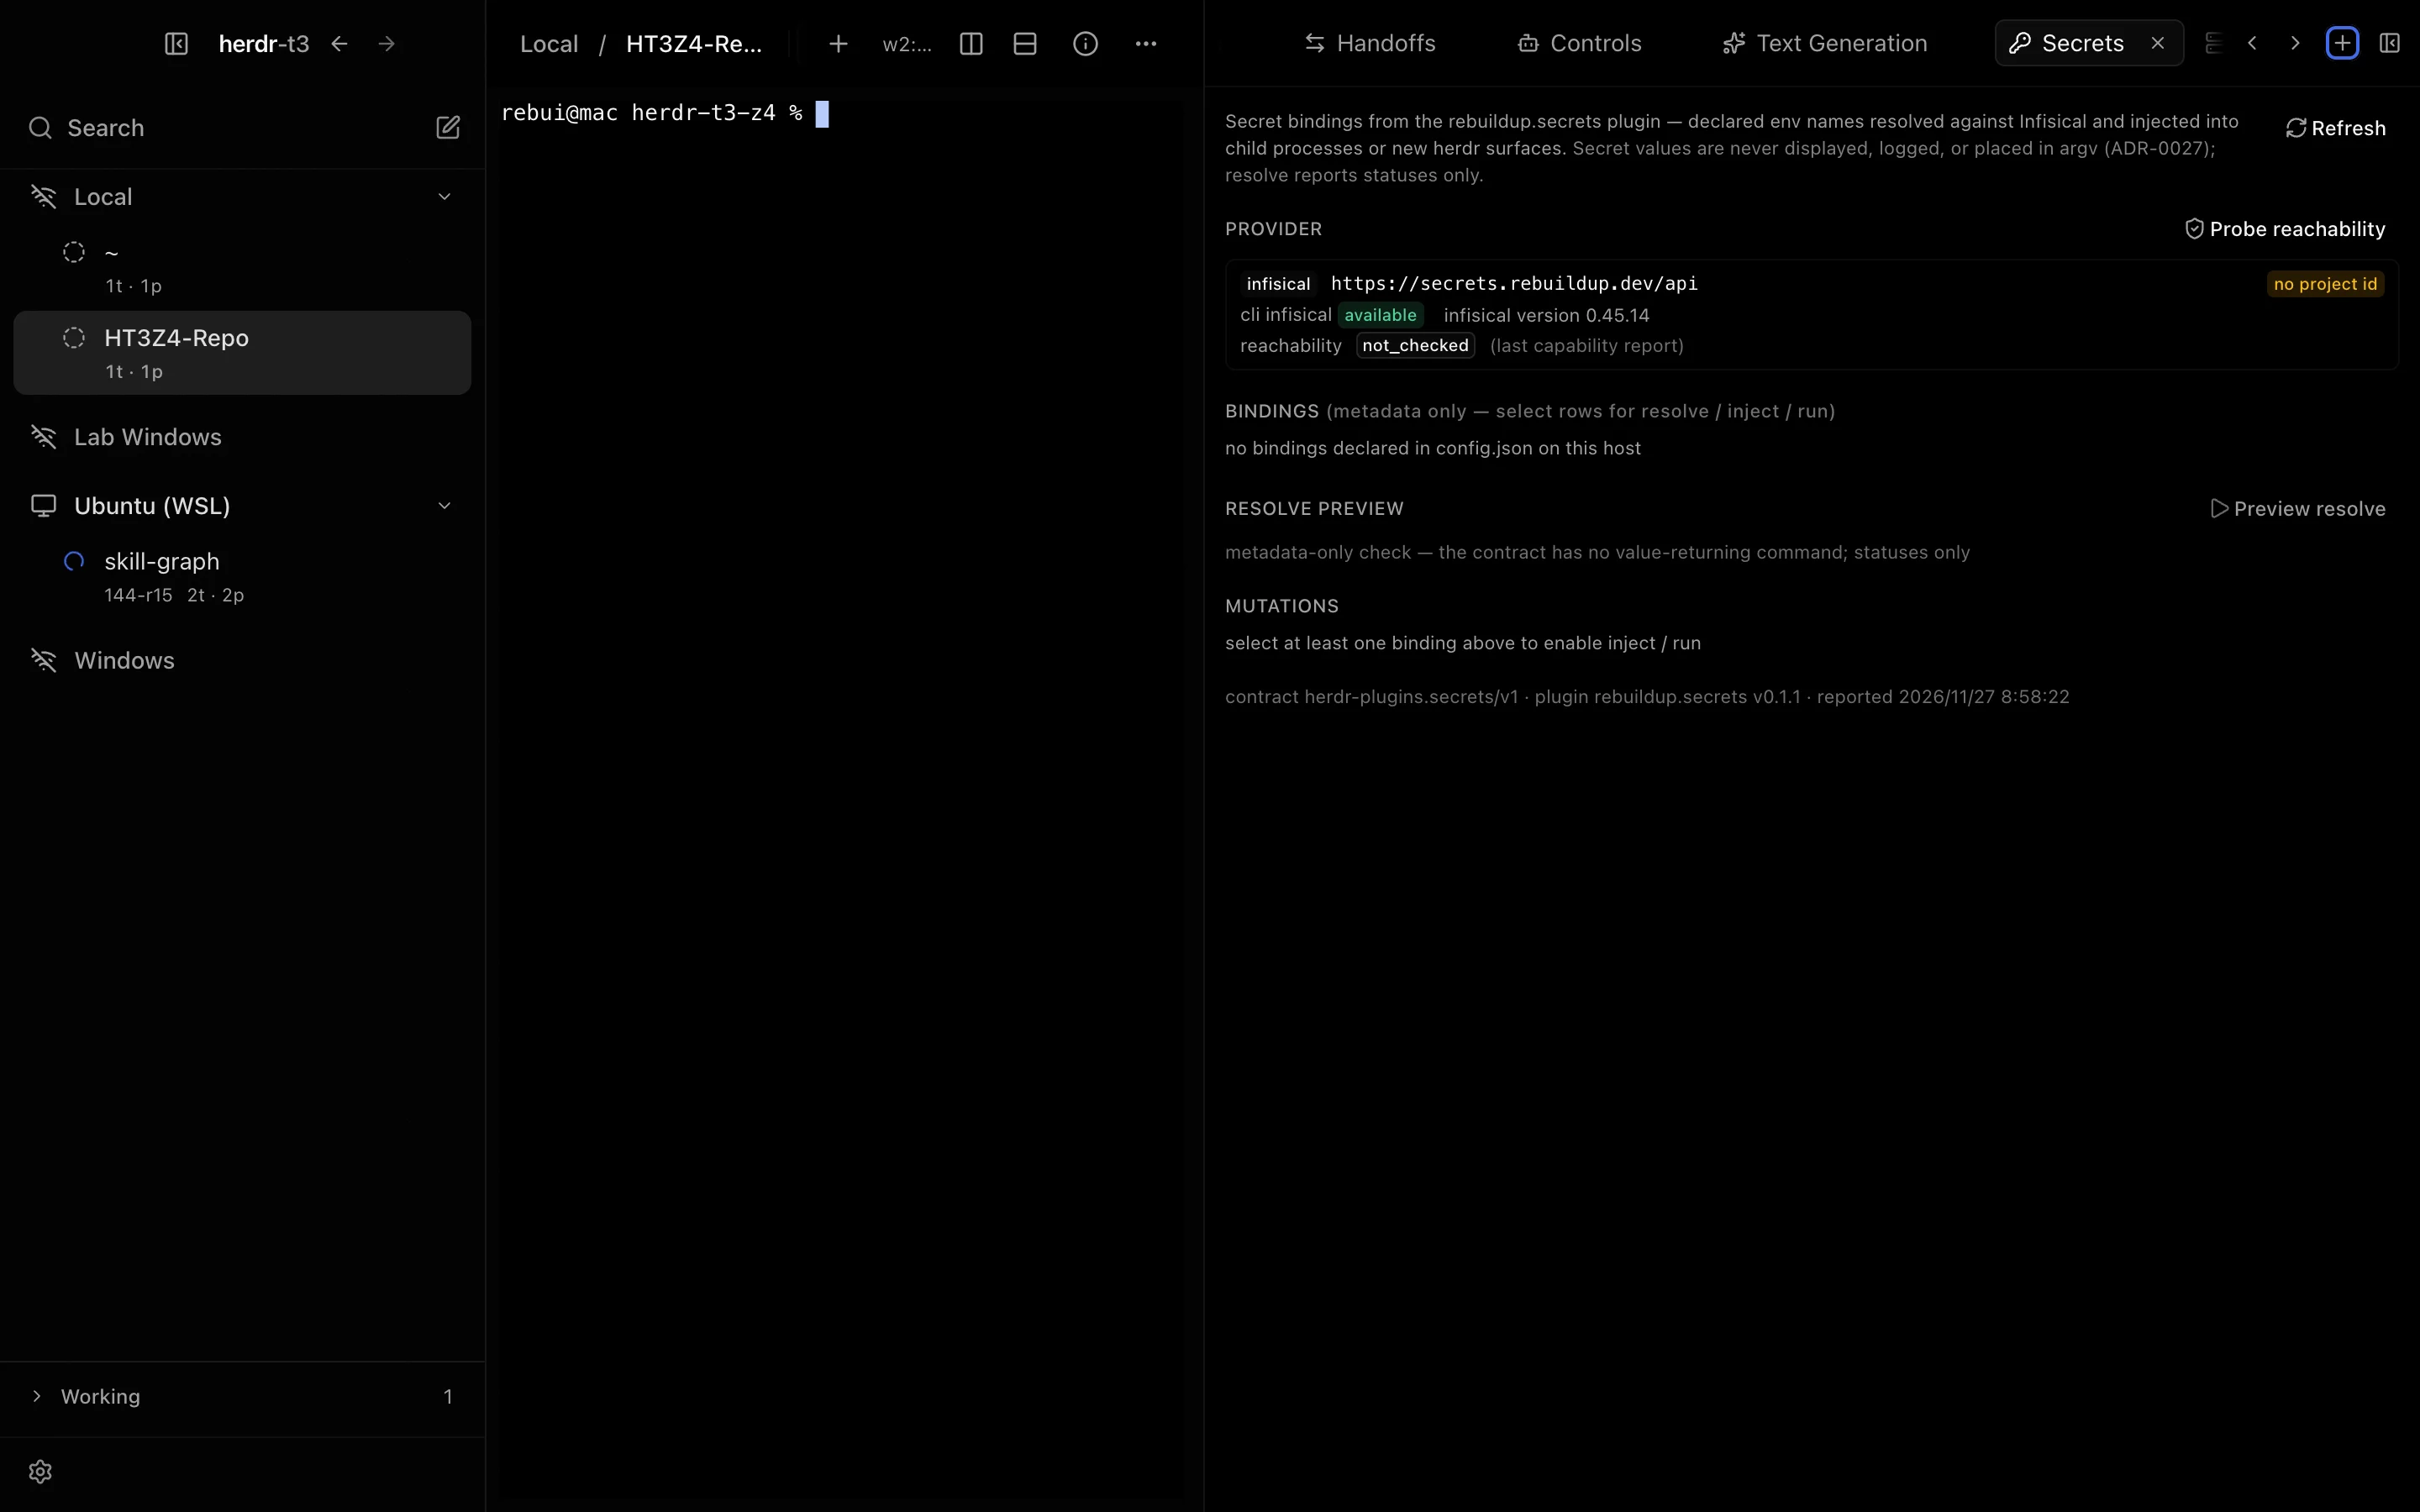 herdr-t3
Search
Local
~
1t · 1p
HT3Z4-Repo
1t · 1p
Lab Windows
Ubuntu (WSL)
skill-graph
144-r15 2t · 2p
Windows
Working 1
Local / HT3Z4-Re... w2:...
rebui@mac herdr-t3-z4 %
Handoffs Controls Text Generation Secrets
Secret bindings from the rebuildup.secrets plugin — declared env names resolved against Infisical and injected into
child processes or new herdr surfaces. Secret values are never displayed, logged, or placed in argv (ADR-0027);
resolve reports statuses only.
Refresh
PROVIDER Probe reachability
infisical https://secrets.rebuildup.dev/api no project id
cli infisical available infisical version 0.45.14
reachability not_checked (last capability report)
BINDINGS (metadata only — select rows for resolve / inject / run)
no bindings declared in config.json on this host
RESOLVE PREVIEW Preview resolve
metadata-only check — the contract has no value-returning command; statuses only
MUTATIONS
select at least one binding above to enable inject / run
contract herdr-plugins.secrets/v1 · plugin rebuildup.secrets v0.1.1 · reported 2026/11/27 8:58:22